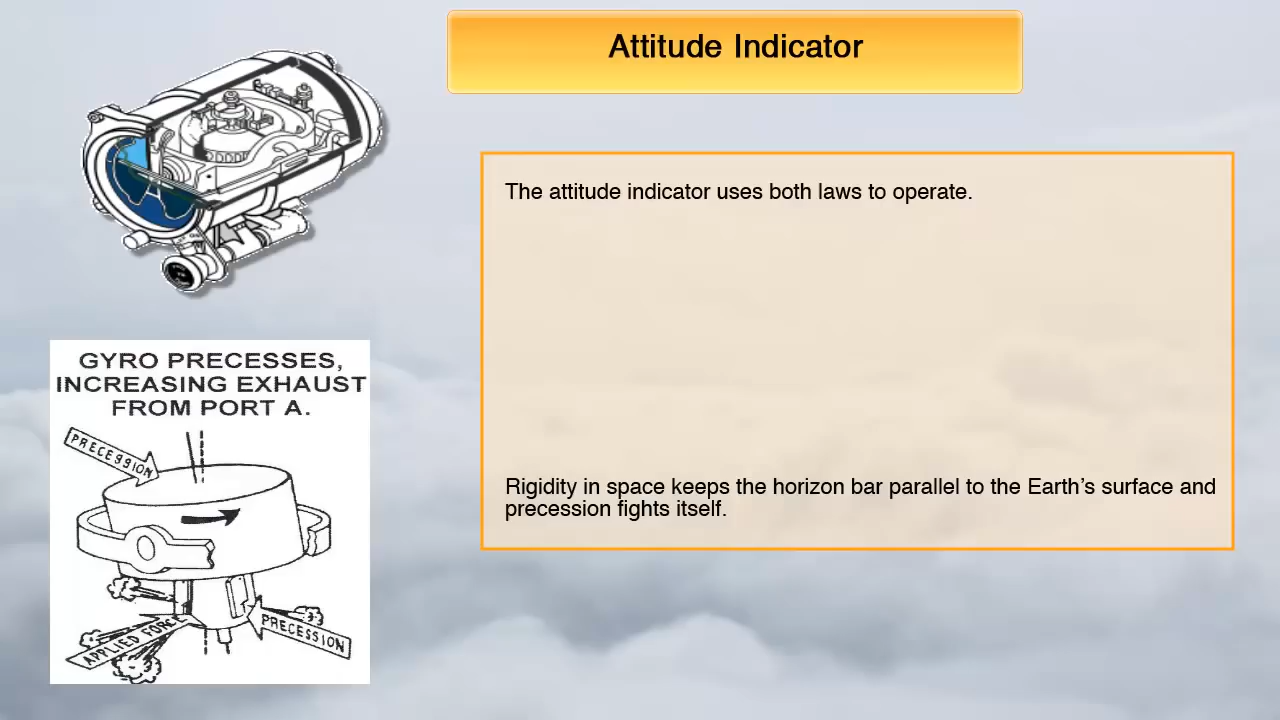 Attitude Indicator
The attitude indicator uses both laws to operate.
Rigidity in space keeps the horizon bar parallel to the Earth’s surface and
precession fights itself.
GYRO PRECESSES,
INCREASING EXHAUST
FROM PORT A.
PRECESSION
APPLIED FORCE
PRECESSION